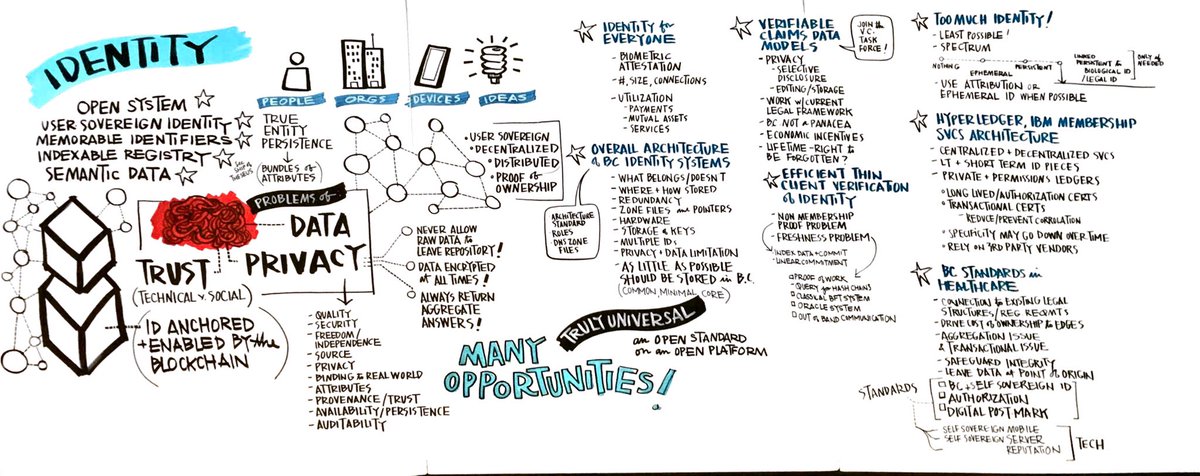 IDENTITY
OPEN SYSTEM
USER SOVEREIGN IDENTITY
MEMORABLE IDENTIFIERS
INDEXABLE REGISTRY
SEMANTIC DATA
PEOPLE
ORGS
DEVICES
IDEAS
TRUE
ENTITY
PERSISTENCE
BUNDLES of
ATTRIBUTES
• USER SOVEREIGN
• DECENTRALIZED
• DISTRIBUTED
• PROOF of
OWNERSHIP
PROBLEMS of
DATA
PRIVACY
TRUST
(TECHNICAL v. SOCIAL)
ID ANCHORED
+ ENABLED BY the
BLOCKCHAIN
NEVER ALLOW
RAW DATA to
LEAVE REPOSITORY!
DATA ENCRYPTED
at ALL TIMES!
ALWAYS RETURN
AGGREGATE
ANSWERS!
- QUALITY
- SECURITY
- FREEDOM/
INDEPENDENCE
- SOURCE
- PRIVACY
- BINDING to REAL WORLD
- ATTRIBUTES
- PROVENANCE/TRUST
- AVAILABILITY/PERSISTENCE
- AUDITABILITY
MANY
OPPORTUNITIES!
TRULY UNIVERSAL
an OPEN STANDARD
on an OPEN PLATFORM
IDENTITY for
EVERYONE
- BIOMETRIC
ATTESTATION
- #, SIZE, CONNECTIONS
- UTILIZATION
- PAYMENTS
- MUTUAL ASSETS
- SERVICES
OVERALL ARCHITECTURE
of BC IDENTITY SYSTEMS
- WHAT BELONGS/DOESN'T
- WHERE + HOW STORED
- REDUNDANCY
- ZONE FILES and POINTERS
- HARDWARE
- STORAGE & KEYS
- MULTIPLE IDs
- PRIVACY + DATA LIMITATION
- AS LITTLE AS POSSIBLE
SHOULD BE STORED in B.C.
(COMMON MINIMAL CORE)
ARCHITECTURE
STANDARD
ROLES
DNS ZONE
FILES
VERIFIABLE
CLAIMS DATA
MODELS
JOIN the
V.C. TASK
FORCE!
- PRIVACY
- SELECTIVE
DISCLOSURE
- EDITING/STORAGE
- WORK w/ CURRENT
LEGAL FRAMEWORK
- BC NOT a PANACEA
- ECONOMIC INCENTIVES
- LIFETIME - RIGHT to
BE FORGOTTEN?
EFFICIENT THIN
CLIENT VERIFICATION
of IDENTITY
- NON MEMBERSHIP
PROOF PROBLEM
- FRESHNESS PROBLEM
- INDEX DATA + COMMIT
- LINEAR COMMITMENT
PROOF of WORK
QUERY for HASH CHAINS
CLASSICAL BFT SYSTEM
ORACLE SYSTEM
OUT of BAND COMMUNICATION
TOO MUCH IDENTITY!
- LEAST POSSIBLE!
- SPECTRUM
NOTHING
EPHEMERAL
PERSISTENT
LINKED
PERSISTENT to
BIOLOGICAL ID
/LEGAL ID
ONLY if
NEEDED
- USE ATTRIBUTION or
EPHEMERAL ID WHEN POSSIBLE
HYPERLEDGER, IBM MEMBERSHIP
SVCS ARCHITECTURE
- CENTRALIZED + DECENTRALIZED SVCS
- LT + SHORT TERM ID PIECES
- PRIVATE + PERMISSION'D LEDGERS
LONG LIVED/AUTHORIZATION CERTS
TRANSACTIONAL CERTS
REDUCE/PREVENT CORROLATION
SPECIFICITY MAY GO DOWN OVER TIME
RELY ON 3RD PARTY VENDORS
BC STANDARDS in
HEALTHCARE
- CONNECTION to EXISTING LEGAL
STRUCTURES/REG REQMTS
- DRIVE COST of OWNERSHIP to EDGES
- AGGREGATION ISSUE
& TRANSACTIONAL ISSUE
- SAFEGUARD INTEGRITY
- LEAVE DATA at POINT of ORIGIN
STANDARDS
BC + SELF SOVEREIGN ID
AUTHORIZATION
DIGITAL POST MARK
SELF SOVEREIGN MOBILE
SELF SOVEREIGN SERVER
REPUTATION
TECH